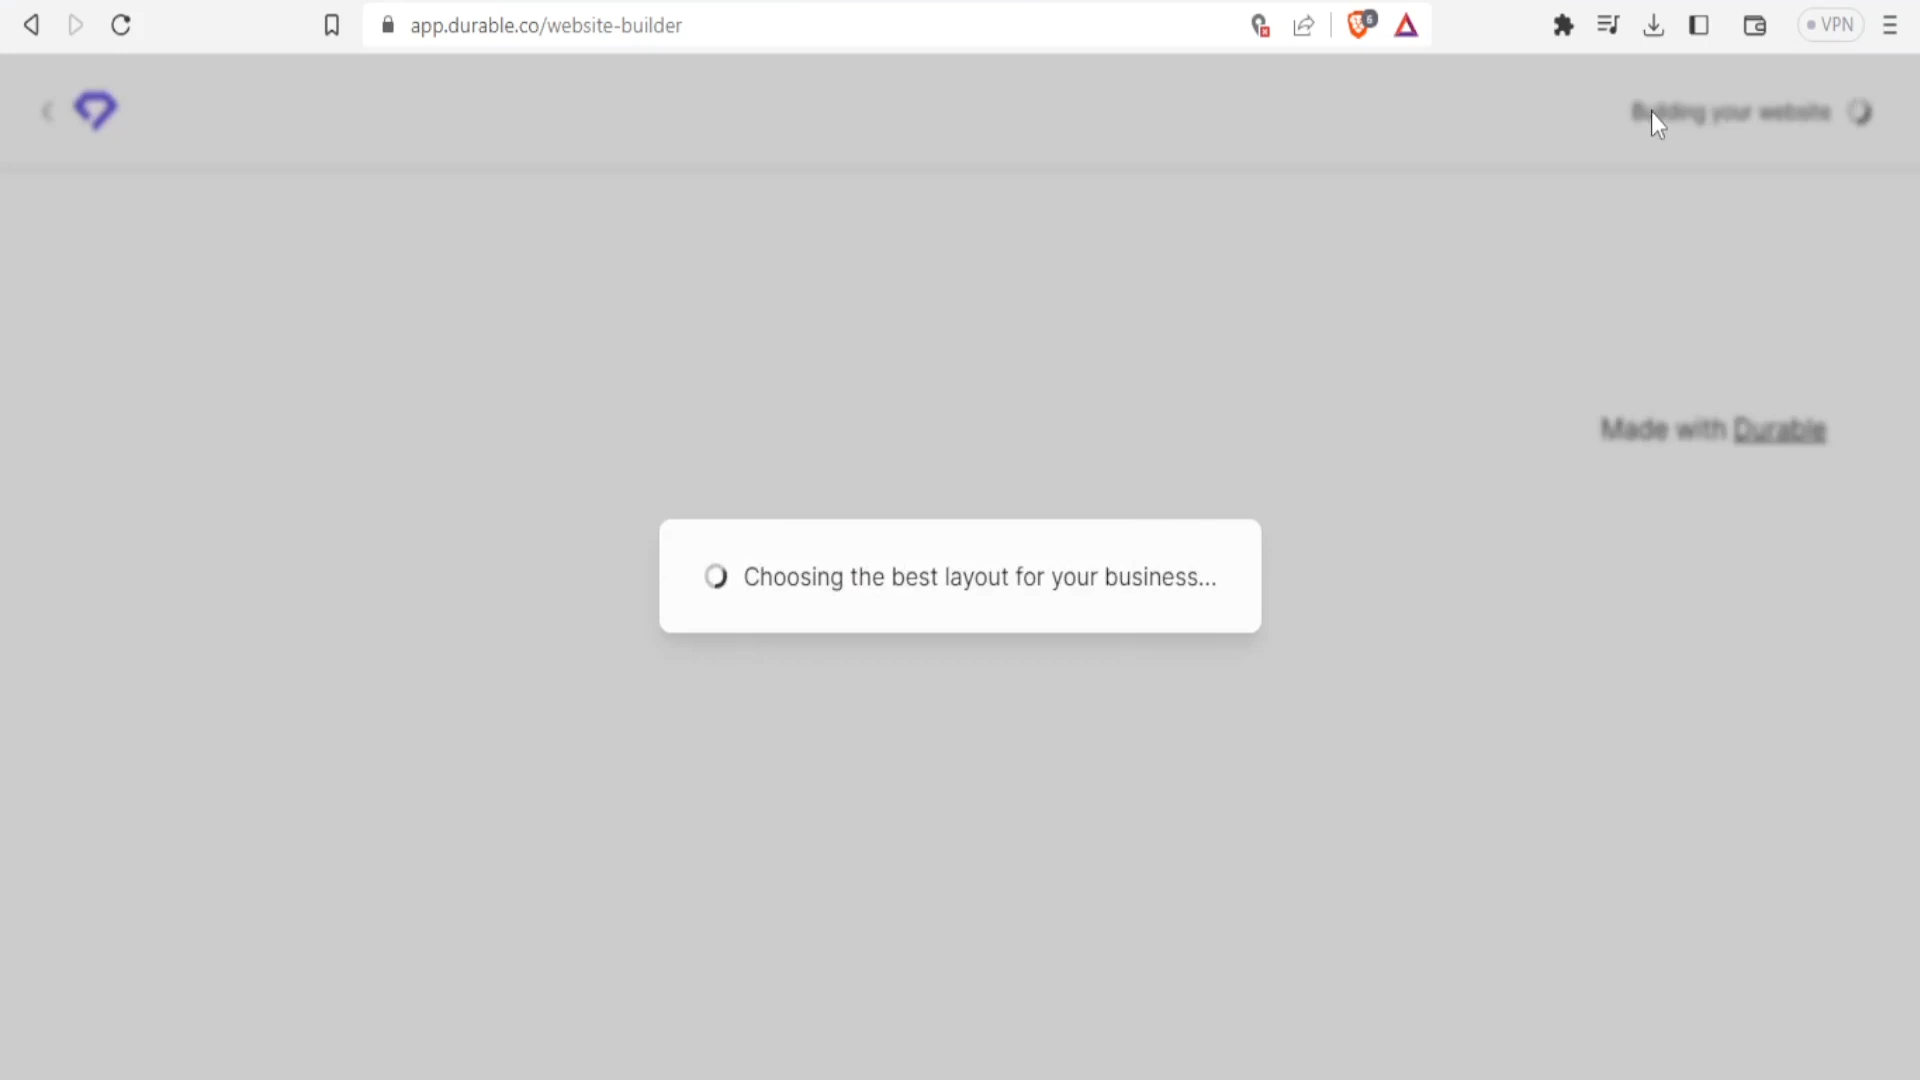 app.durable.co/website-builder
6
VPN
Building your website
Made with Durable
Choosing the best layout for your business...